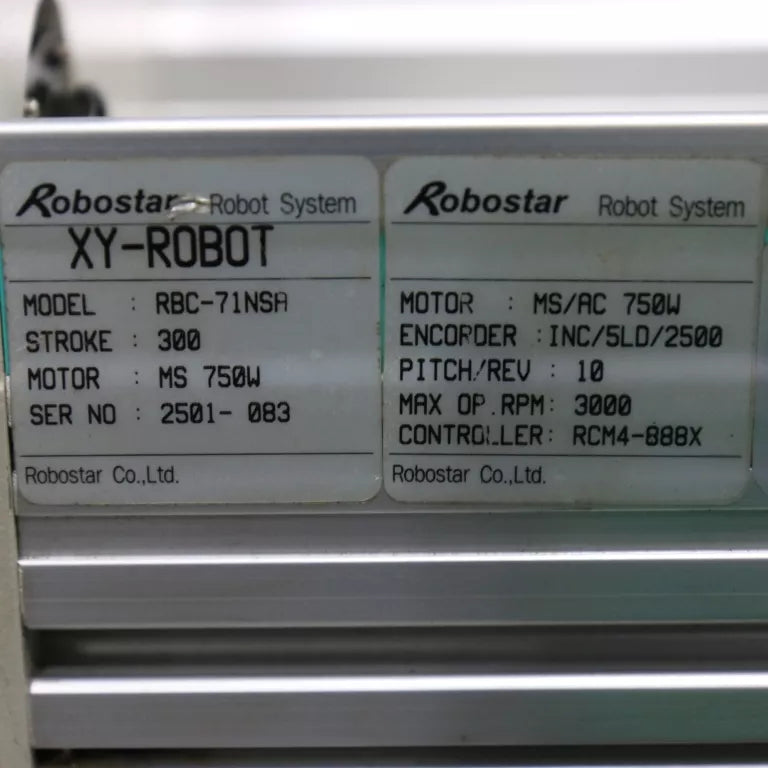 Robostar Robot System
XY-ROBOT
MODEL : RBC-71NSA
STROKE : 300
MOTOR : MS 750W
SER NO : 2501- 083
Robostar Co.,Ltd.
Robostar Robot System
MOTOR : MS/AC 750W
ENCORDER :INC/5LD/2500
PITCH/REV : 10
MAX OP.RPM: 3000
CONTROLLER: RCM4-888X
Robostar Co.,Ltd.